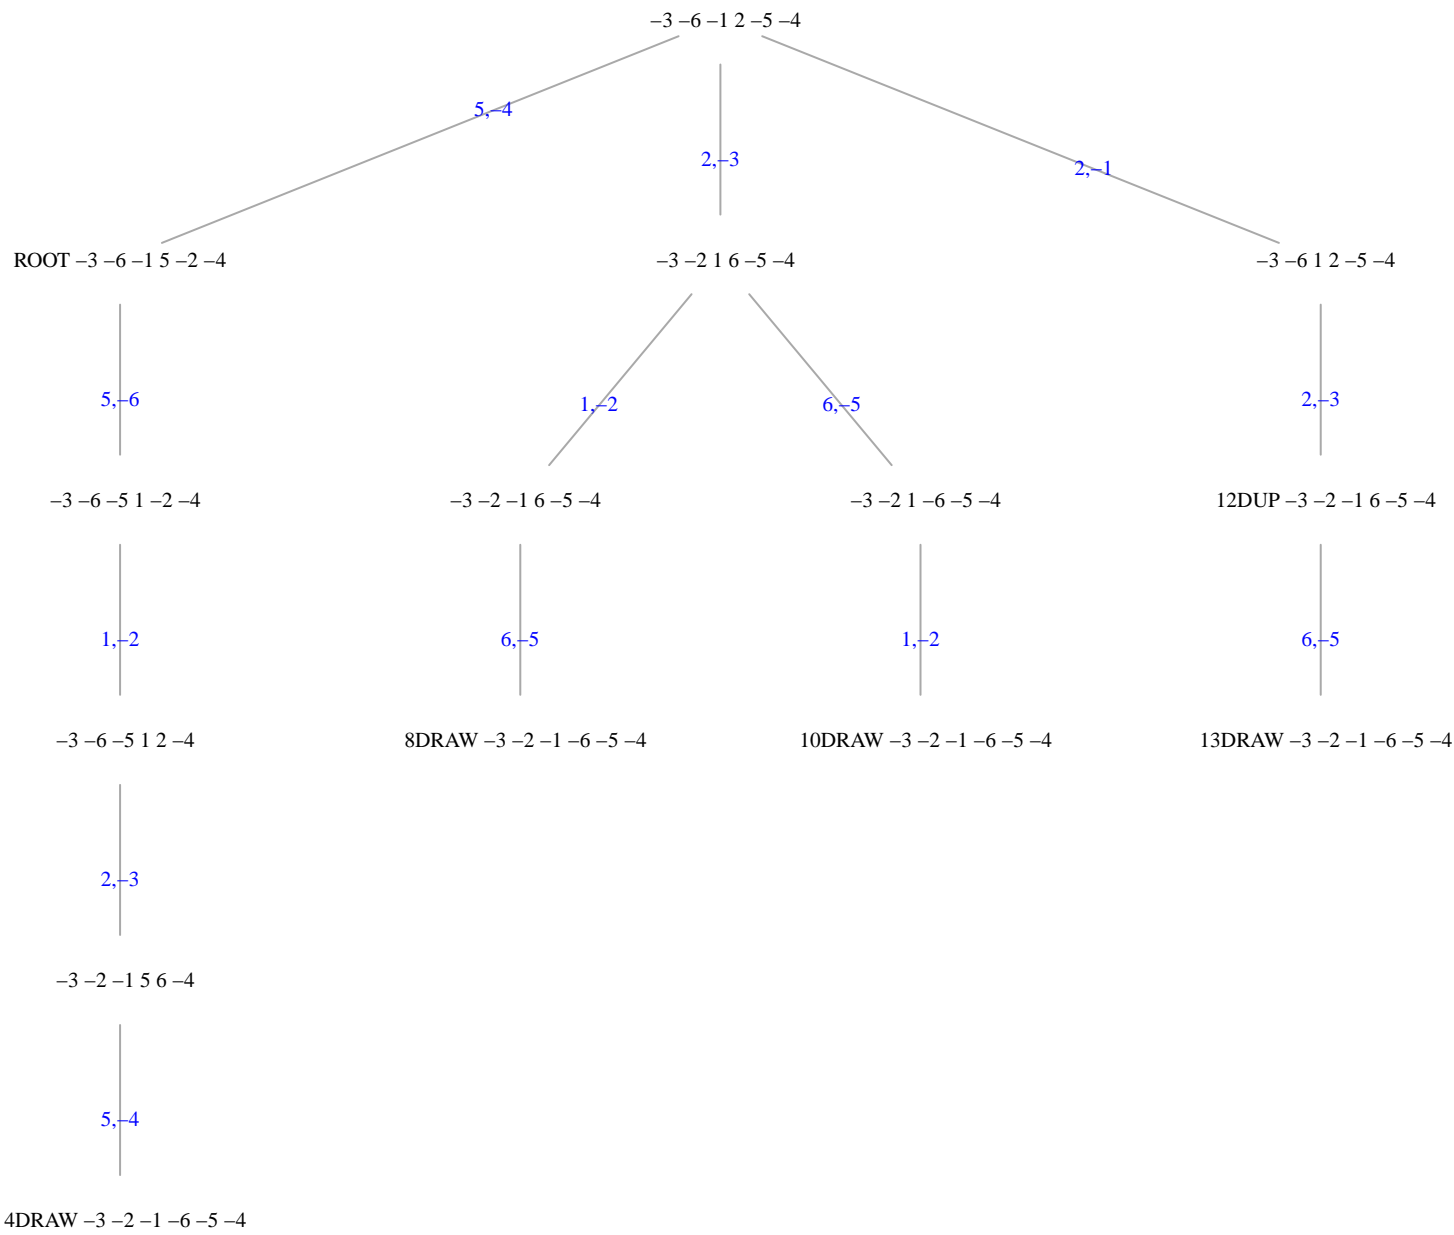 −3 −6 −1 2 −5 −4
5,−4
2,−3
2,−1
ROOT −3 −6 −1 5 −2 −4
−3 −2 1 6 −5 −4
−3 −6 1 2 −5 −4
5,−6
1,−2
6,−5
2,−3
−3 −6 −5 1 −2 −4
−3 −2 −1 6 −5 −4
−3 −2 1 −6 −5 −4
12DUP −3 −2 −1 6 −5 −4
1,−2
6,−5
1,−2
6,−5
−3 −6 −5 1 2 −4
8DRAW −3 −2 −1 −6 −5 −4
10DRAW −3 −2 −1 −6 −5 −4
13DRAW −3 −2 −1 −6 −5 −4
2,−3
−3 −2 −1 5 6 −4
5,−4
4DRAW −3 −2 −1 −6 −5 −4